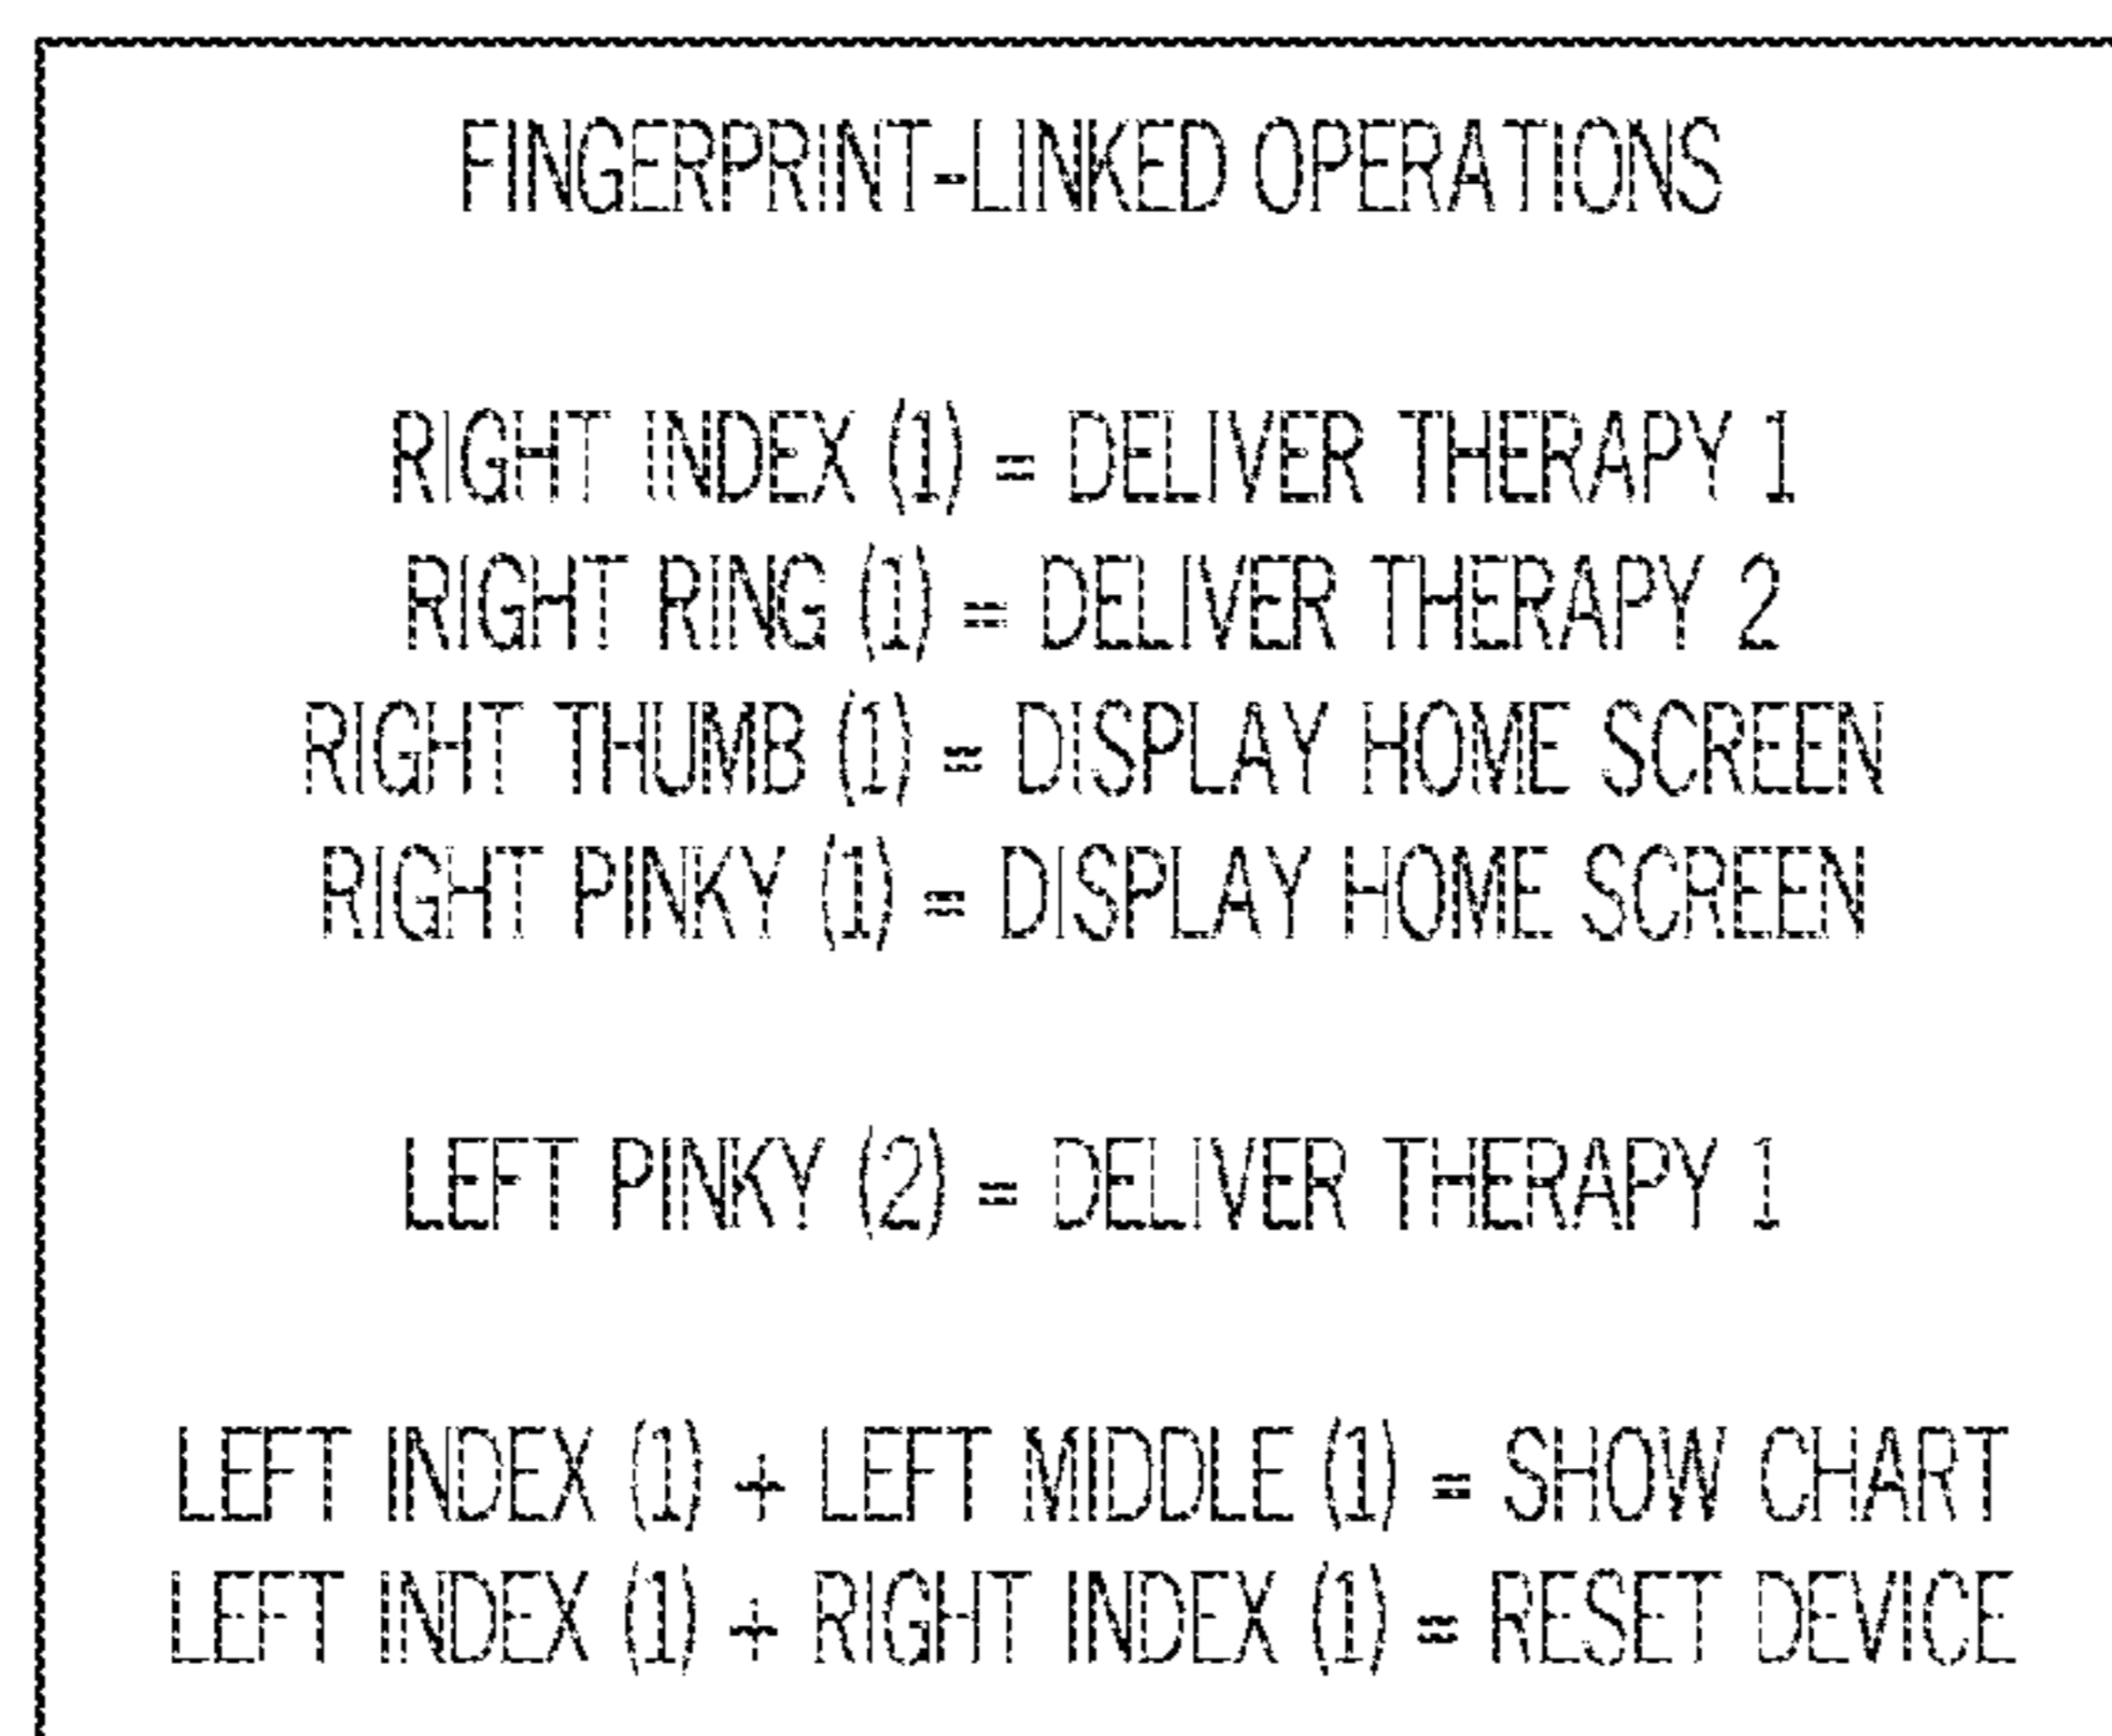 FINGERPRINT-LINKED OPERATIONS
RIGHT INDEX (1) = DELIVER THERAPY 1
RIGHT RING (1) = DELIVER THERAPY 2
RIGHT THUMB (1) = DISPLAY HOME SCREEN
RIGHT PINKY (1) = DISPLAY HOME SCREEN
LEFT PINKY (2) = DELIVER THERAPY 1
LEFT INDEX (1) + LEFT MIDDLE (1) = SHOW CHART
LEFT INDEX (1) + RIGHT INDEX (1) = RESET DEVICE